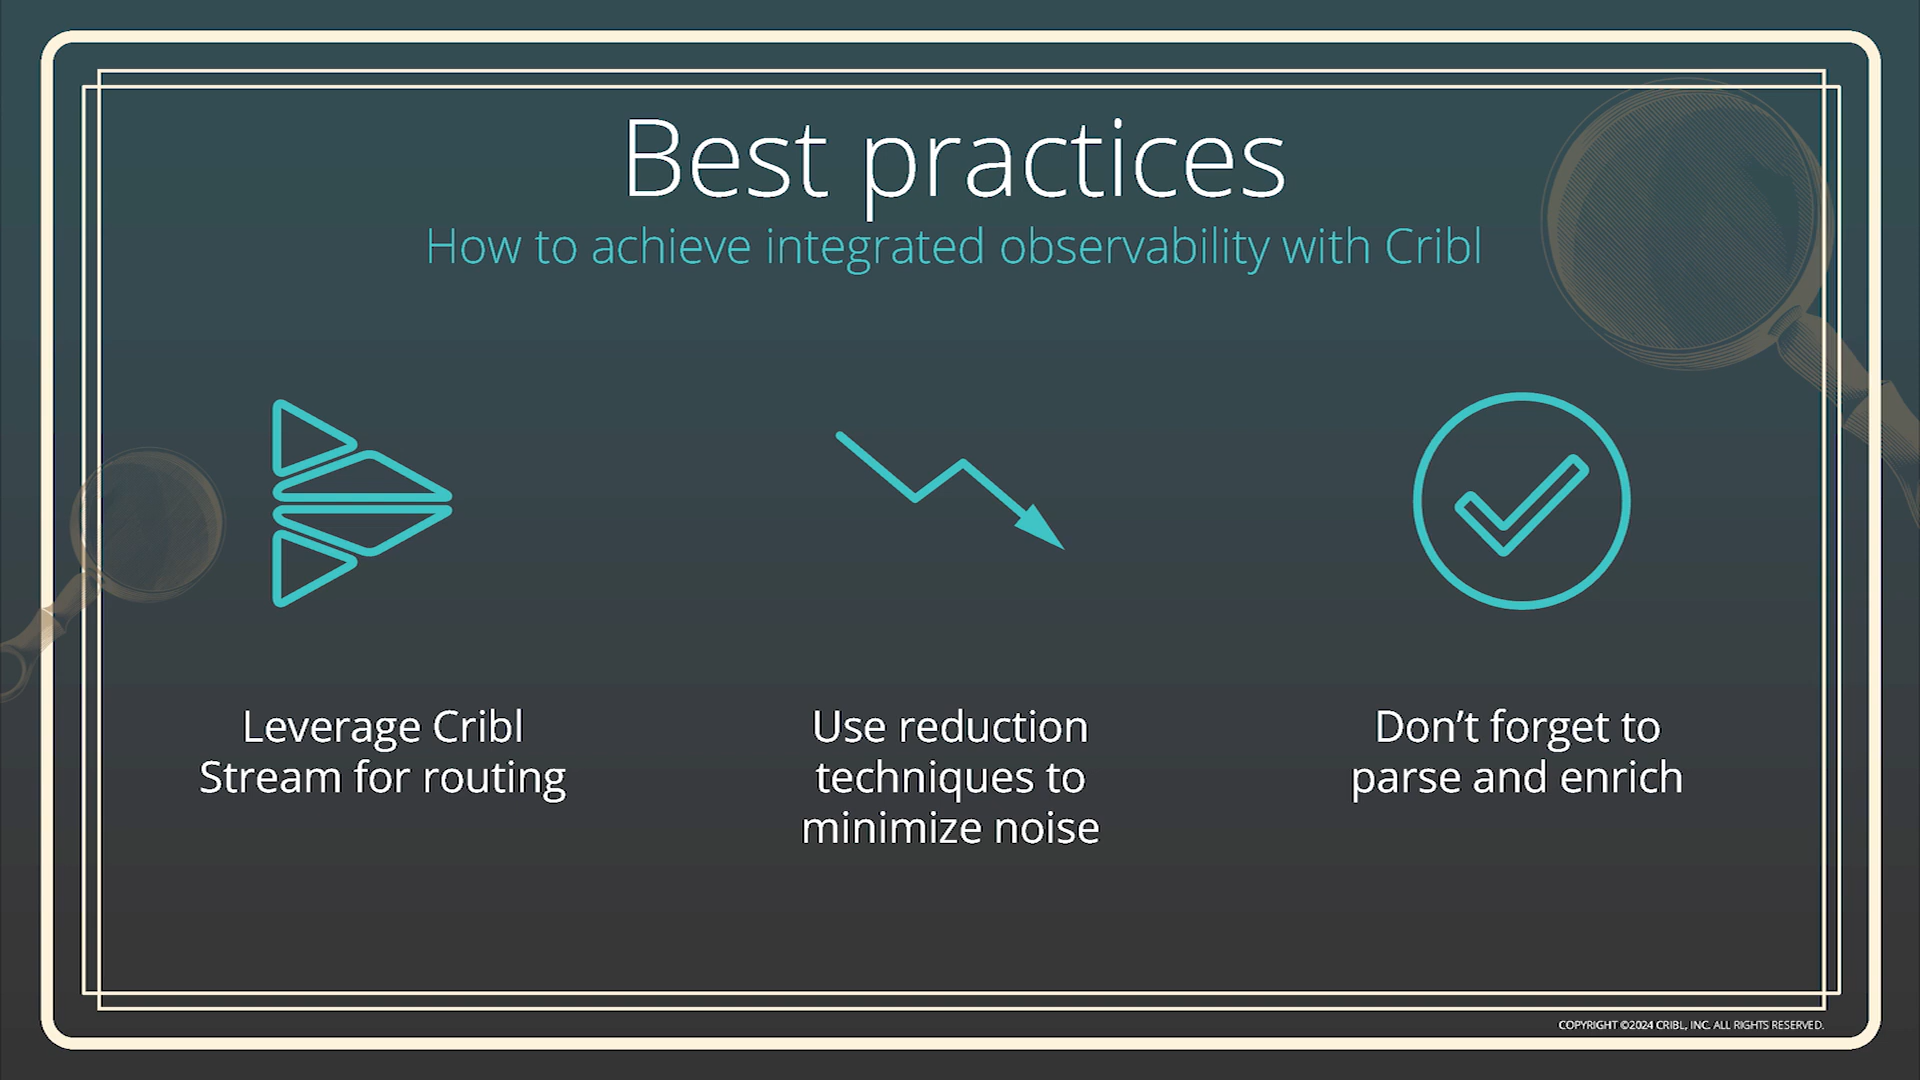 Best practices
How to achieve integrated observability with Cribl
Leverage Cribl
Stream for routing
Use reduction
techniques to
minimize noise
Don’t forget to
parse and enrich
COPYRIGHT ©2024 CRIBL, INC. ALL RIGHTS RESERVED.